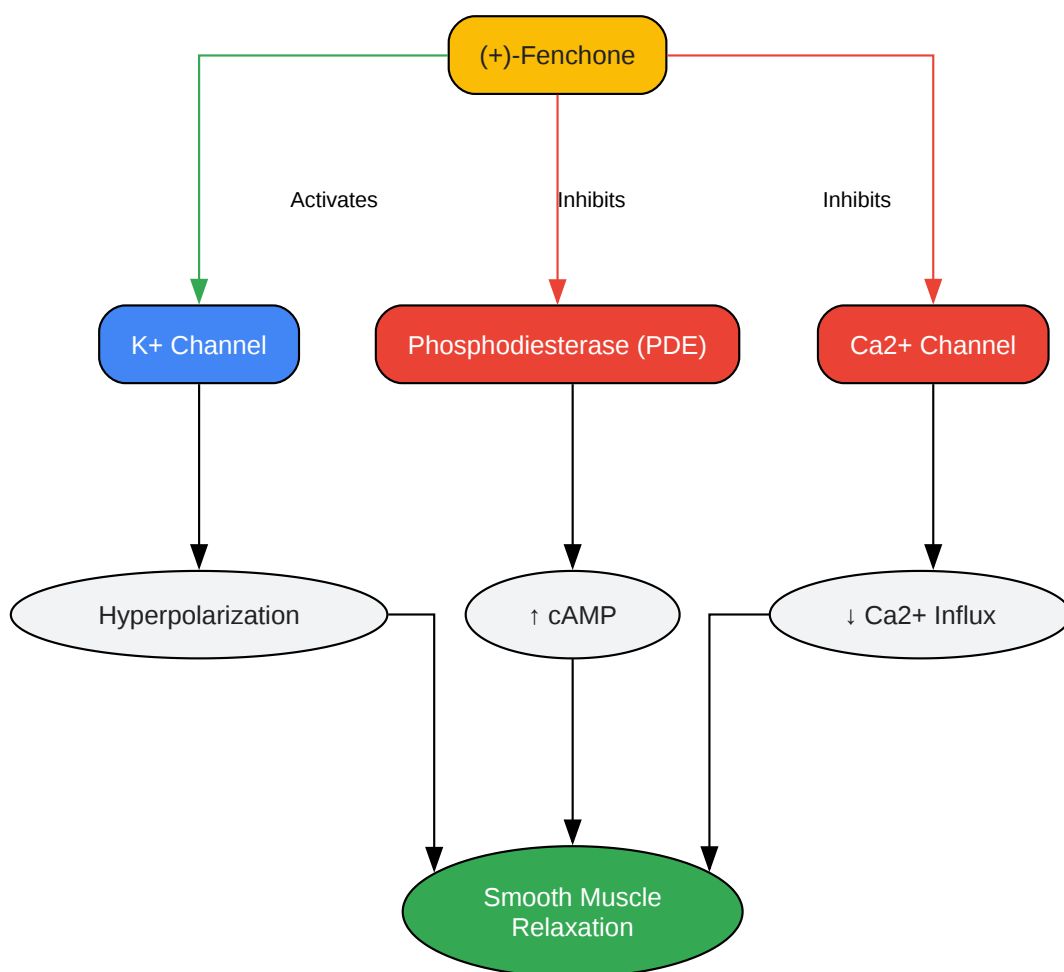 (+)-Fenchone
Activates
Inhibits
Inhibits
K+ Channel
Phosphodiesterase (PDE)
Ca2+ Channel
Hyperpolarization
↑ cAMP
↓ Ca2+ Influx
Smooth Muscle
Relaxation